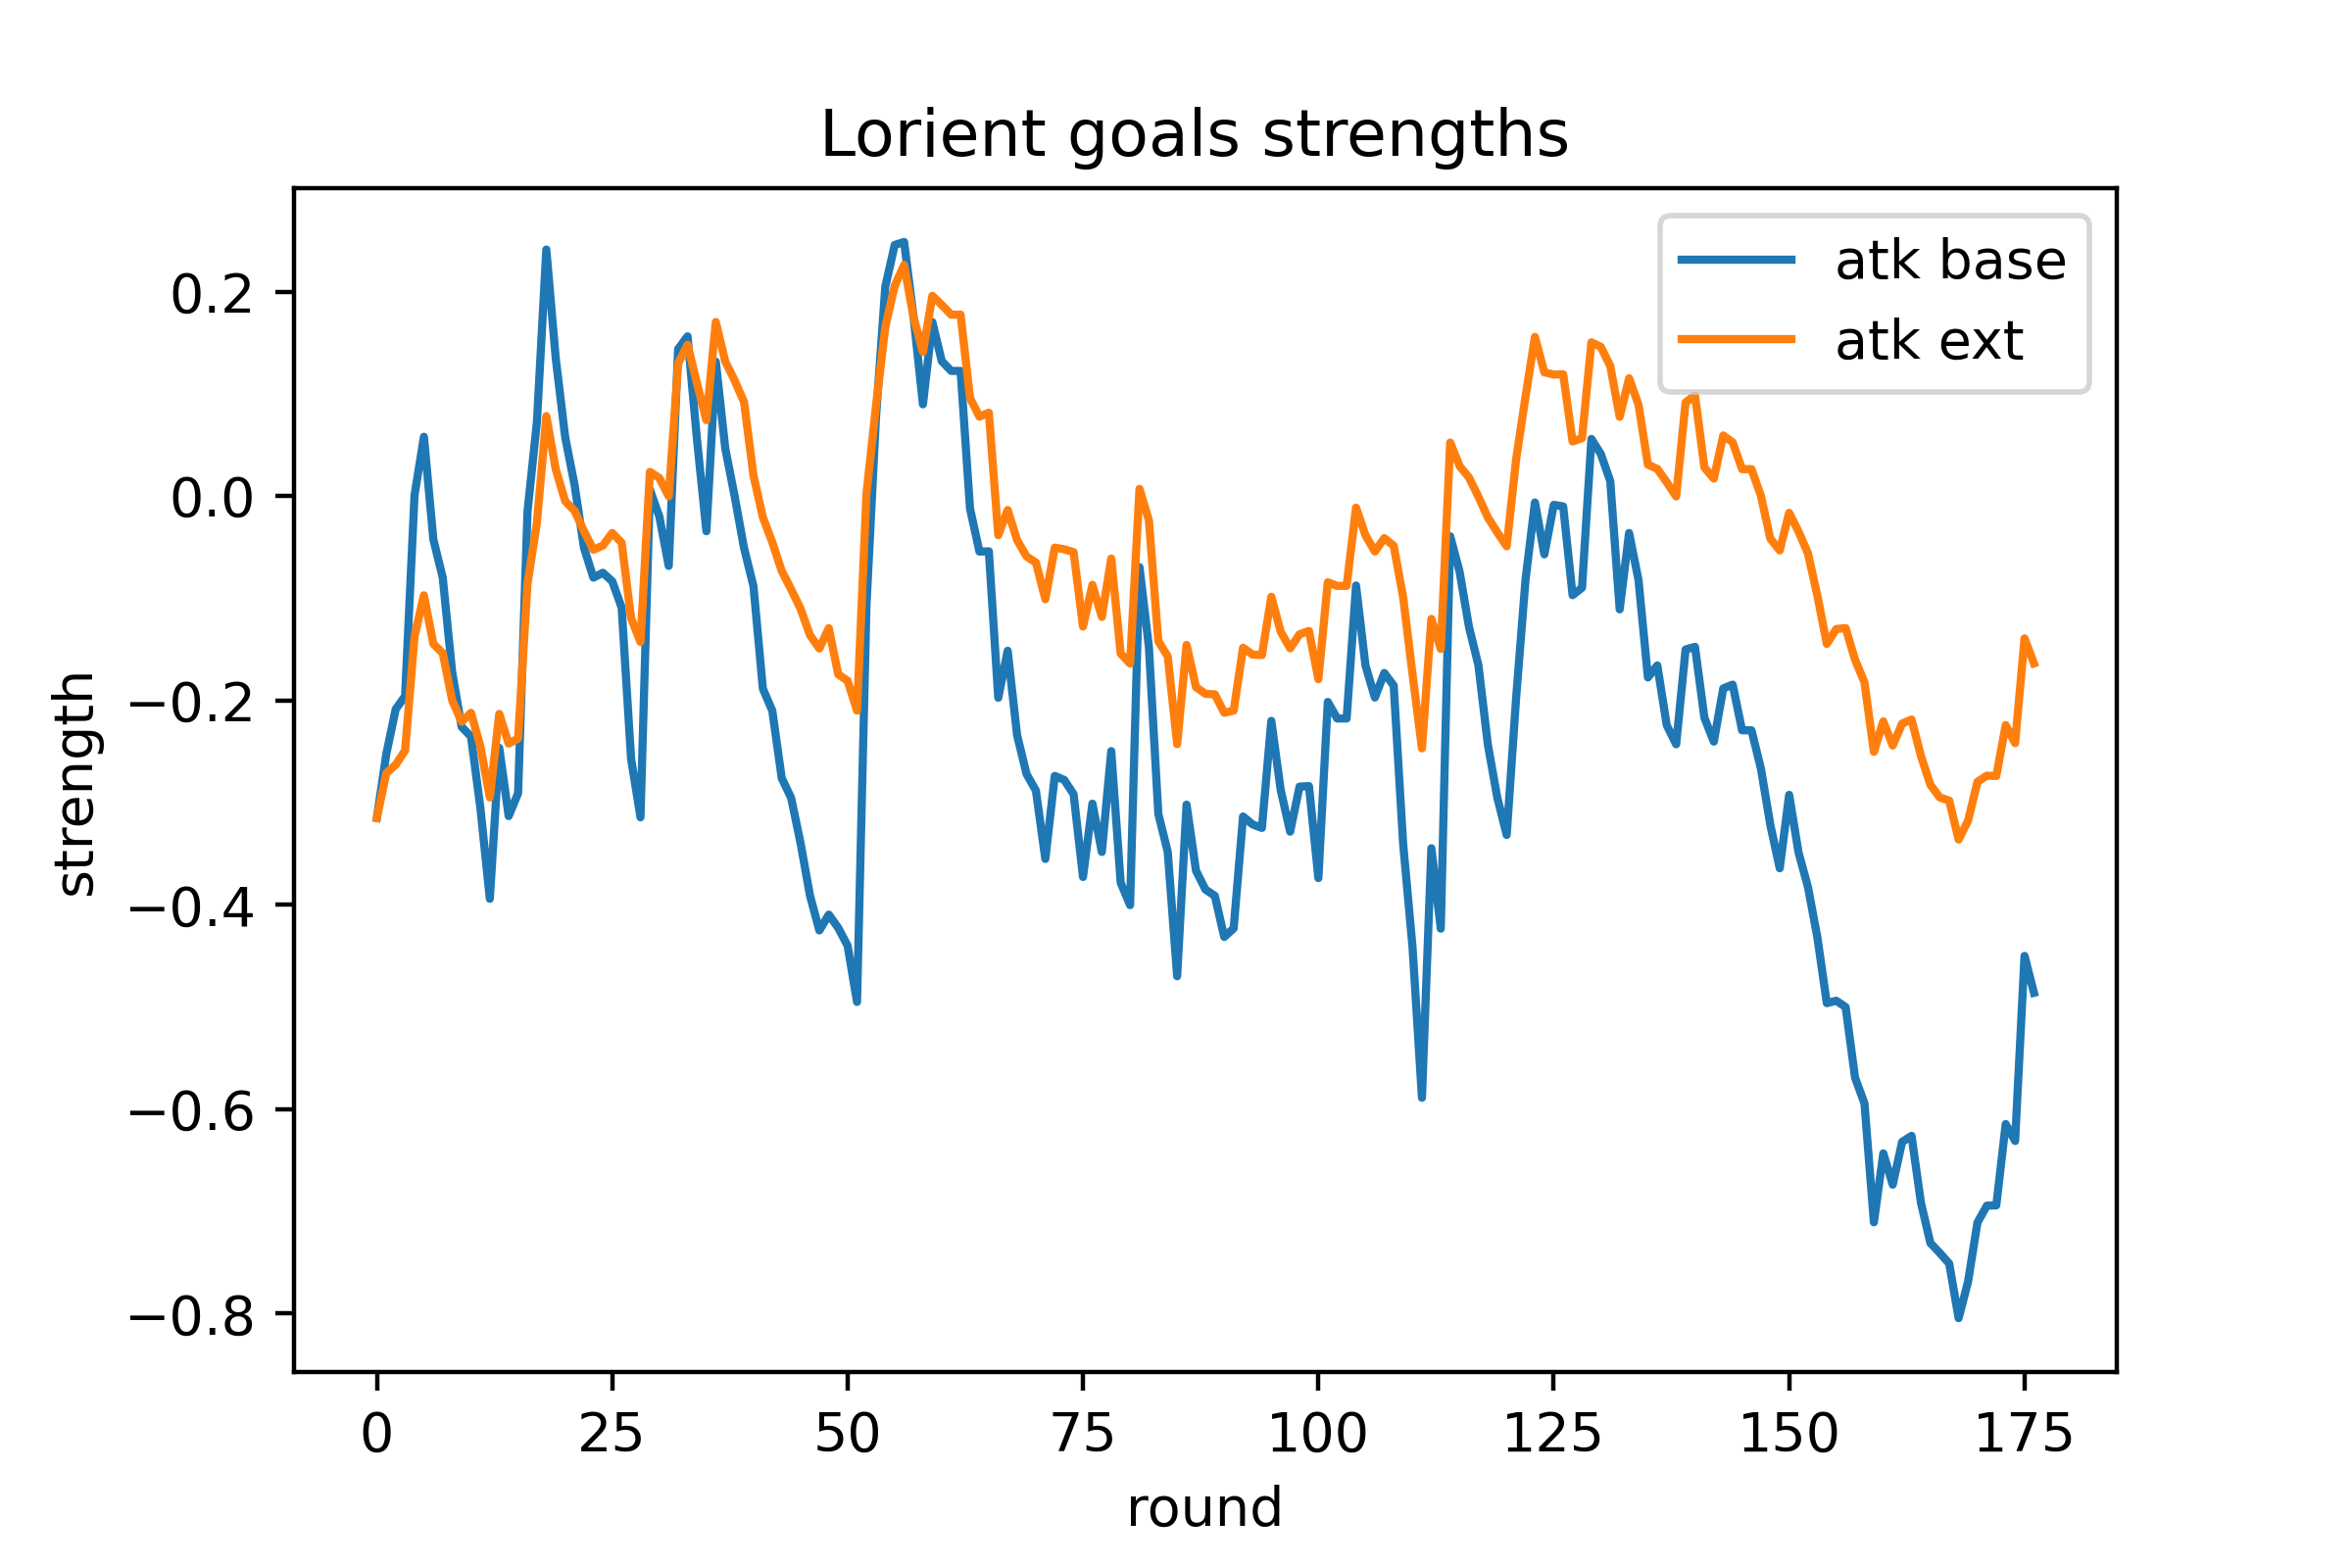 Lorient goals strengths
atk base
atk ext
strength
0.2
0.0
−0.2
−0.4
−0.6
−0.8
0 25 50 75 100 125 150 175
round